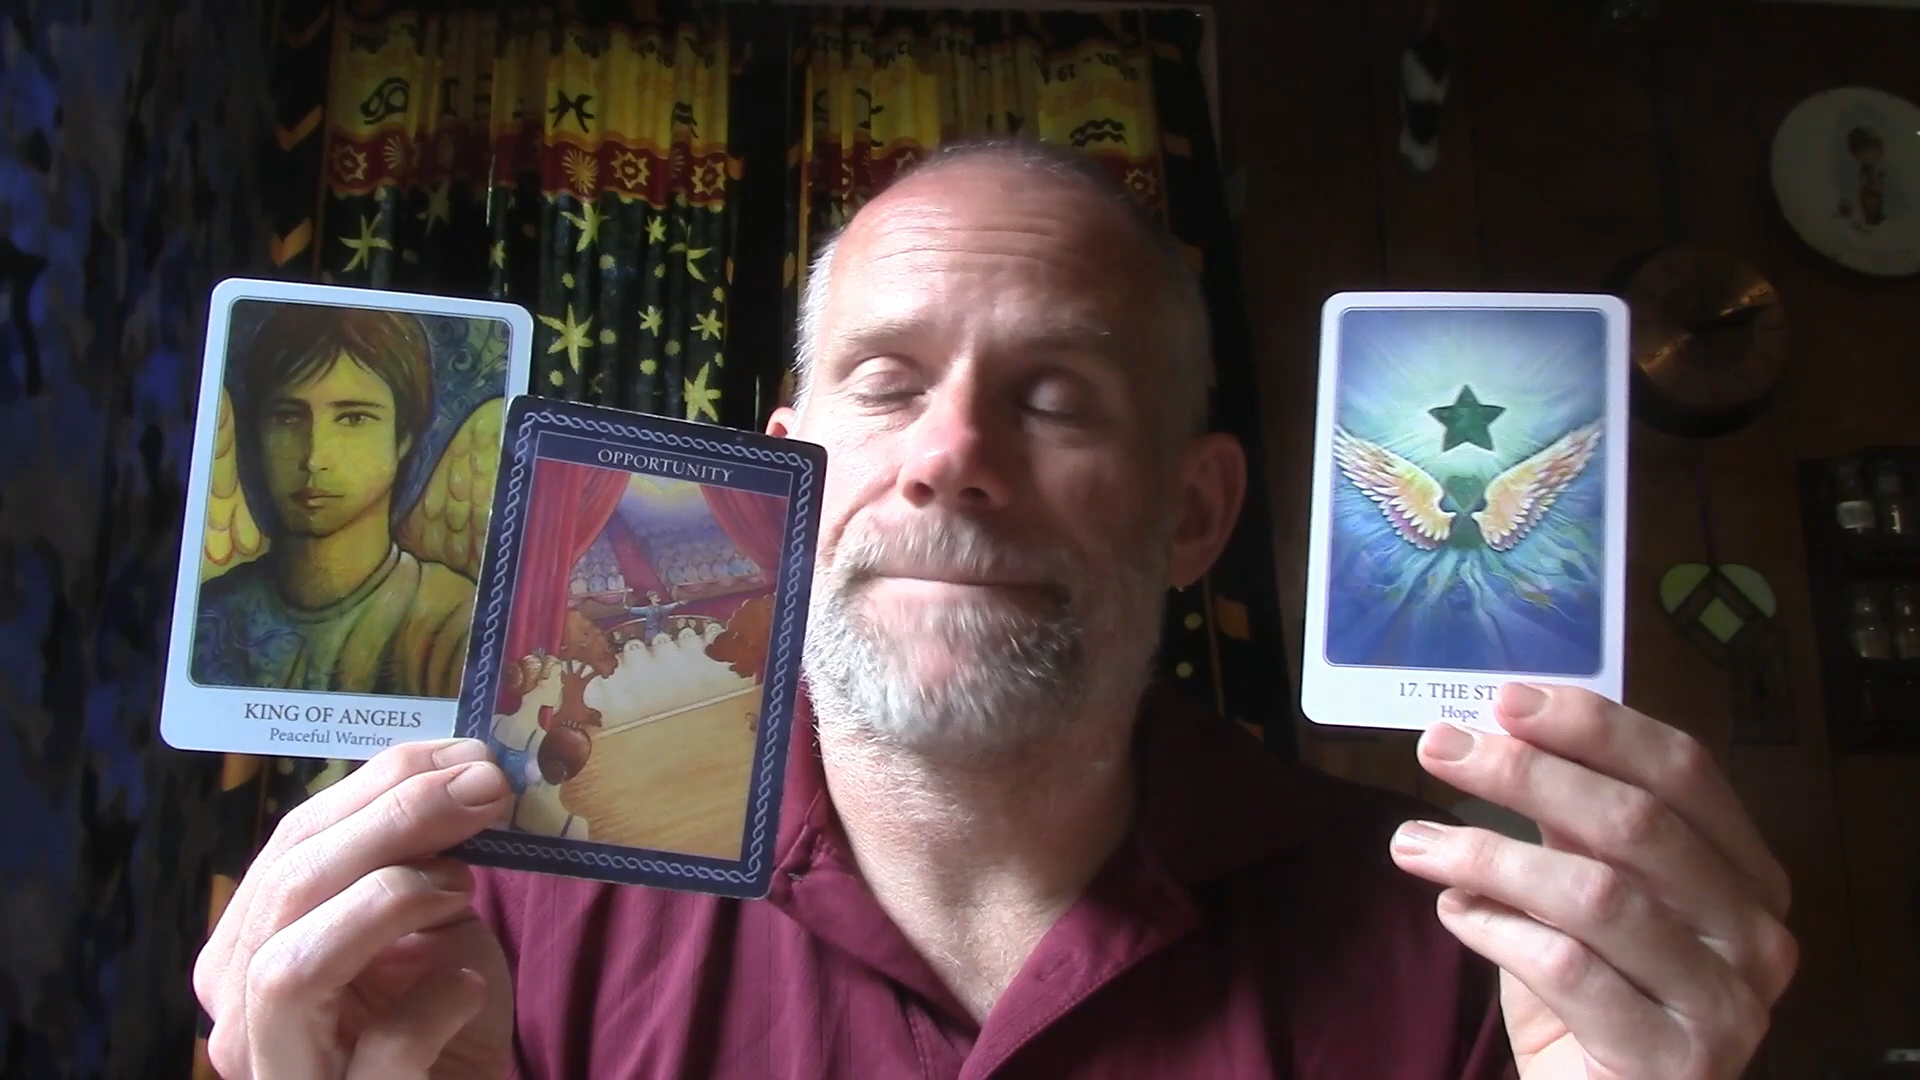 KING OF ANGELS
Peaceful Warrior
OPPORTUNITY
17. THE ST
Hope